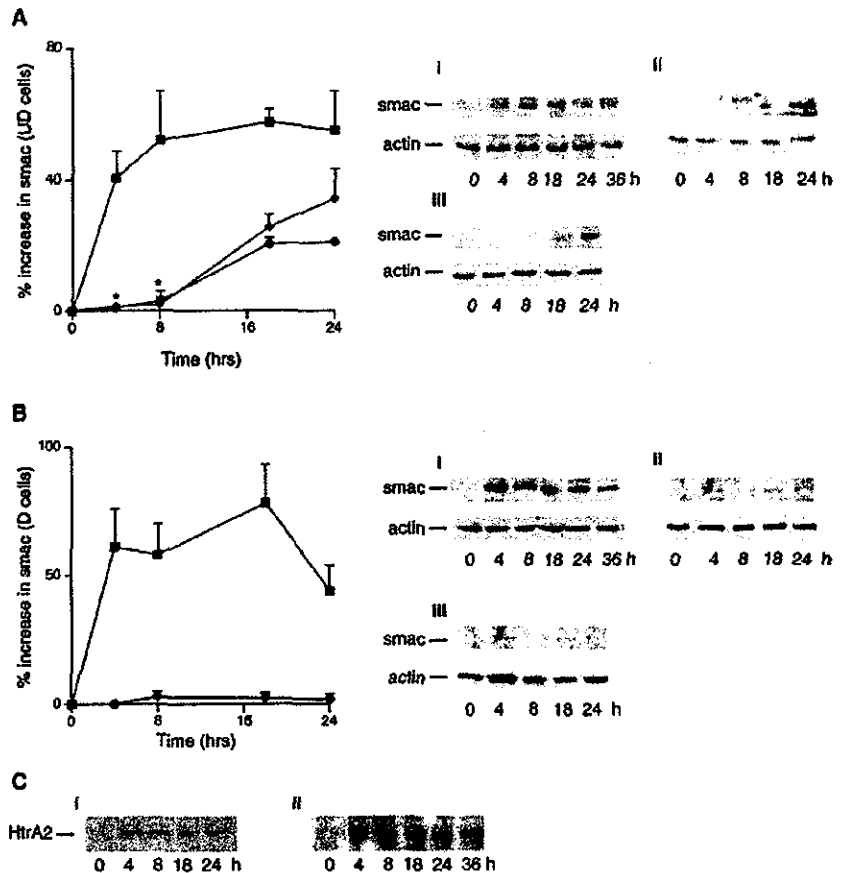 A
80
40
0
% increase in smac (UD cells)
0 8 16 24
Time (hrs)
i
smac
actin
0 4 8 18 24 36 h
ii
0 4 8 18 24 h
iii
smac
actin
0 4 8 18 24 h
* *
B
100
50
0
% increase in smac (D cells)
0 8 16 24
Time (hrs)
i
smac
actin
0 4 8 18 24 36 h
ii
0 4 8 18 24 h
iii
smac
actin
0 4 8 18 24 h
C
i
HtrA2 →
0 4 8 18 24 h
ii
0 4 8 18 24 36 h